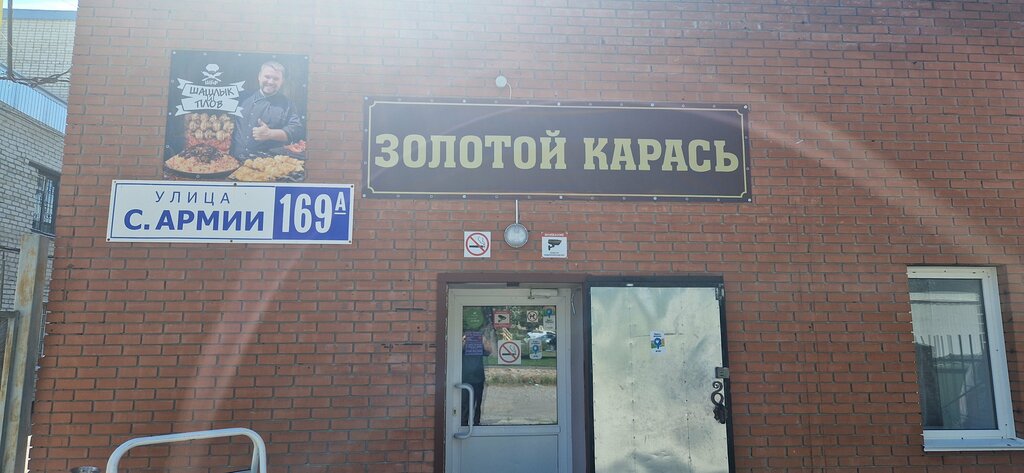 ШАШЛЫК
ПЛОВ
ЗОЛОТОЙ КАРАСЬ
УЛИЦА
С. АРМИИ 169А